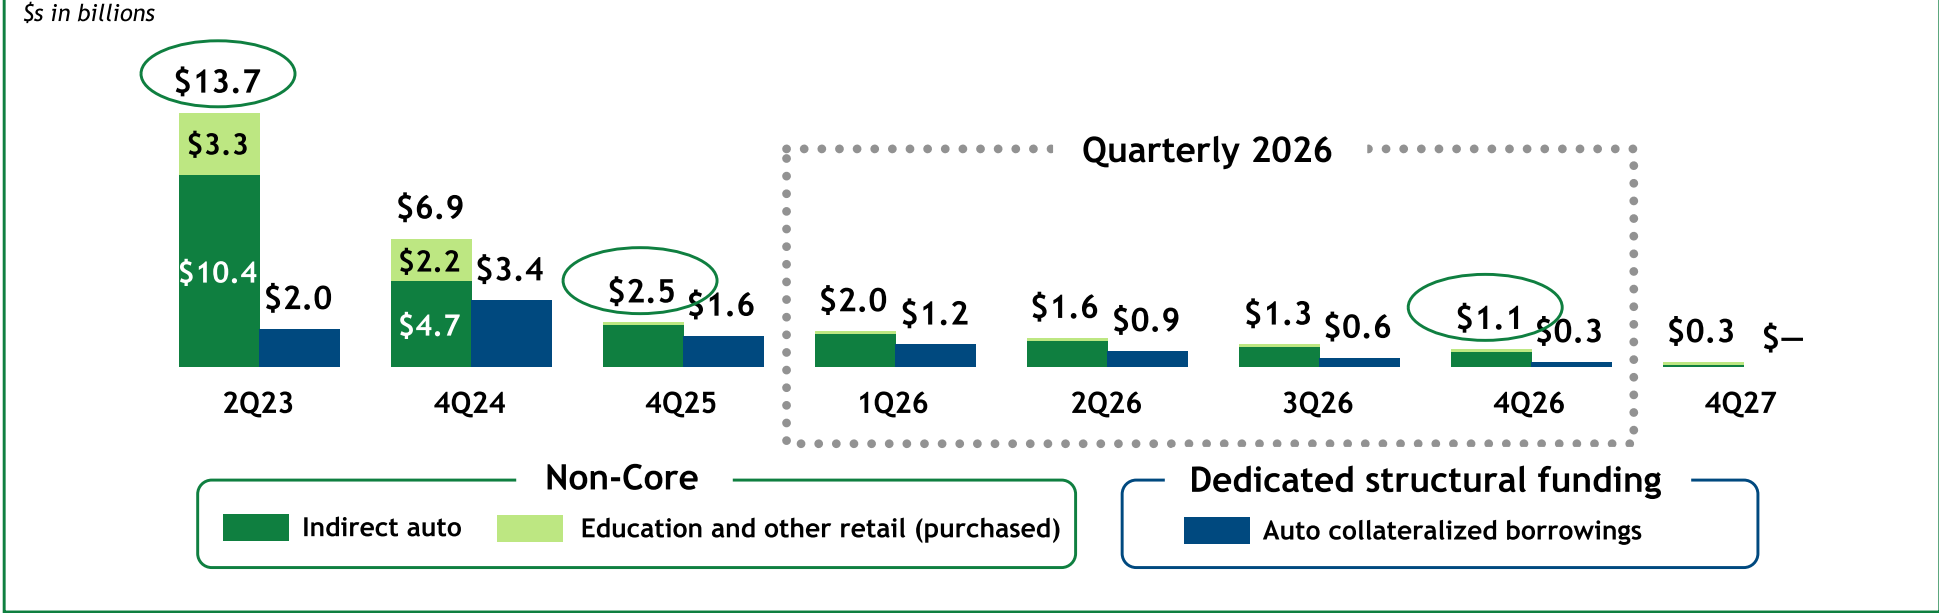 $s in billions
$13.7
$3.3
$10.4
$2.0
$6.9
$2.2
$4.7
$3.4
$2.5
$1.6
Quarterly 2026
$2.0
$1.2
$1.6
$0.9
$1.3
$0.6
$1.1
$0.3
$0.3
$—
2Q23 4Q24 4Q25 1Q26 2Q26 3Q26 4Q26 4Q27
Non-Core
Indirect auto Education and other retail (purchased)
Dedicated structural funding
Auto collateralized borrowings